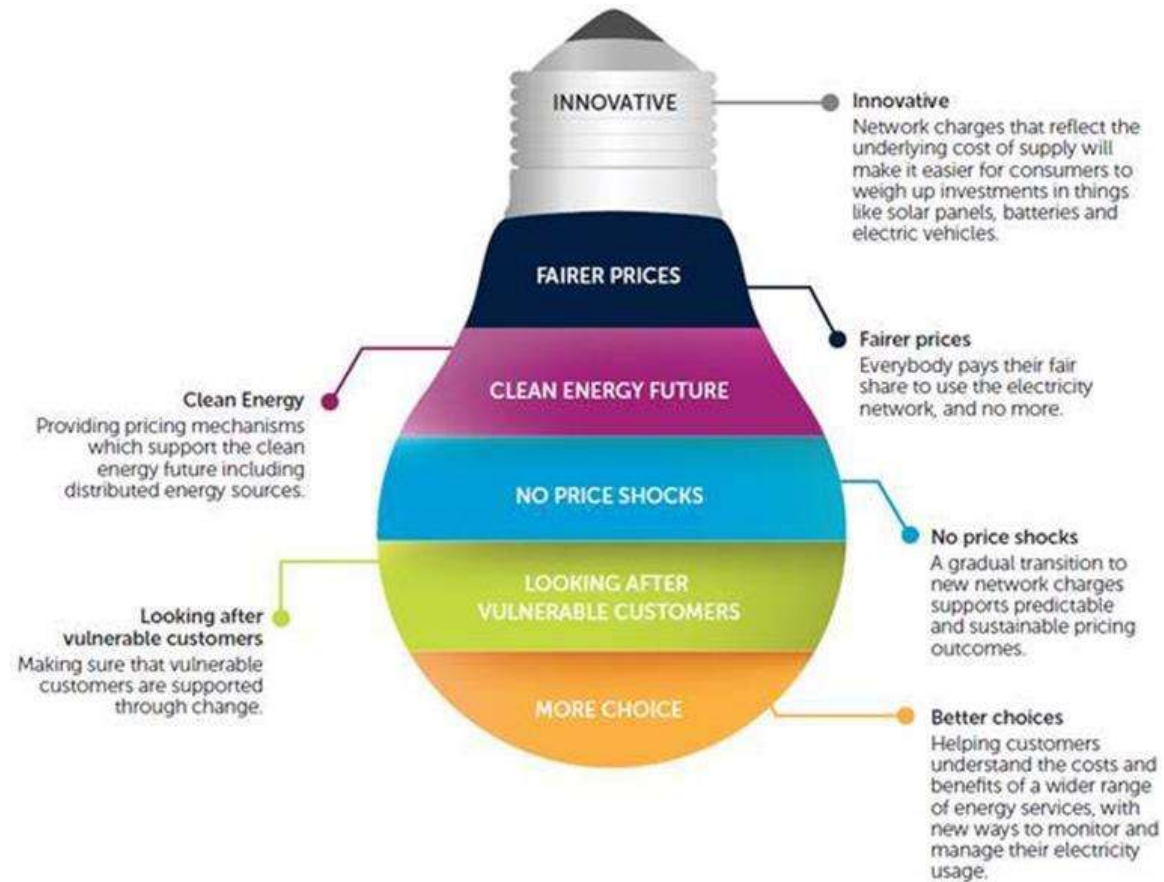 INNOVATIVE
Innovative
Network charges that reflect the
underlying cost of supply will
make it easier for consumers to
weigh up investments in things
like solar panels, batteries and
electric vehicles.
FAIRER PRICES
Fairer prices
Everybody pays their fair
share to use the electricity
network, and no more.
CLEAN ENERGY FUTURE
Clean Energy
Providing pricing mechanisms
which support the clean
energy future including
distributed energy sources.
NO PRICE SHOCKS
No price shocks
A gradual transition to
new network charges
supports predictable
and sustainable pricing
outcomes.
LOOKING AFTER
VULNERABLE CUSTOMERS
Looking after
vulnerable customers
Making sure that vulnerable
customers are supported
through change.
MORE CHOICE
Better choices
Helping customers
understand the costs and
benefits of a wider range
of energy services, with
new ways to monitor and
manage their electricity
usage.